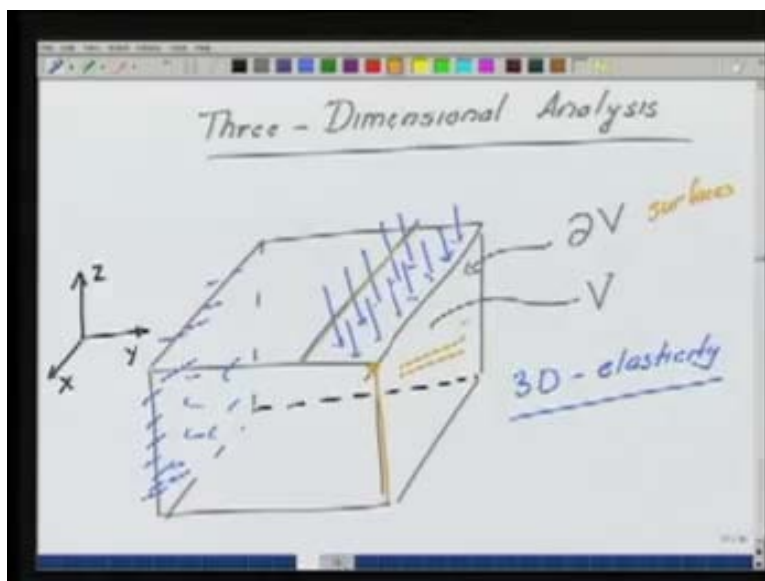 Three - Dimensional Analysis
∂V surfaces
V
3D - elasticity
Z
Y
X